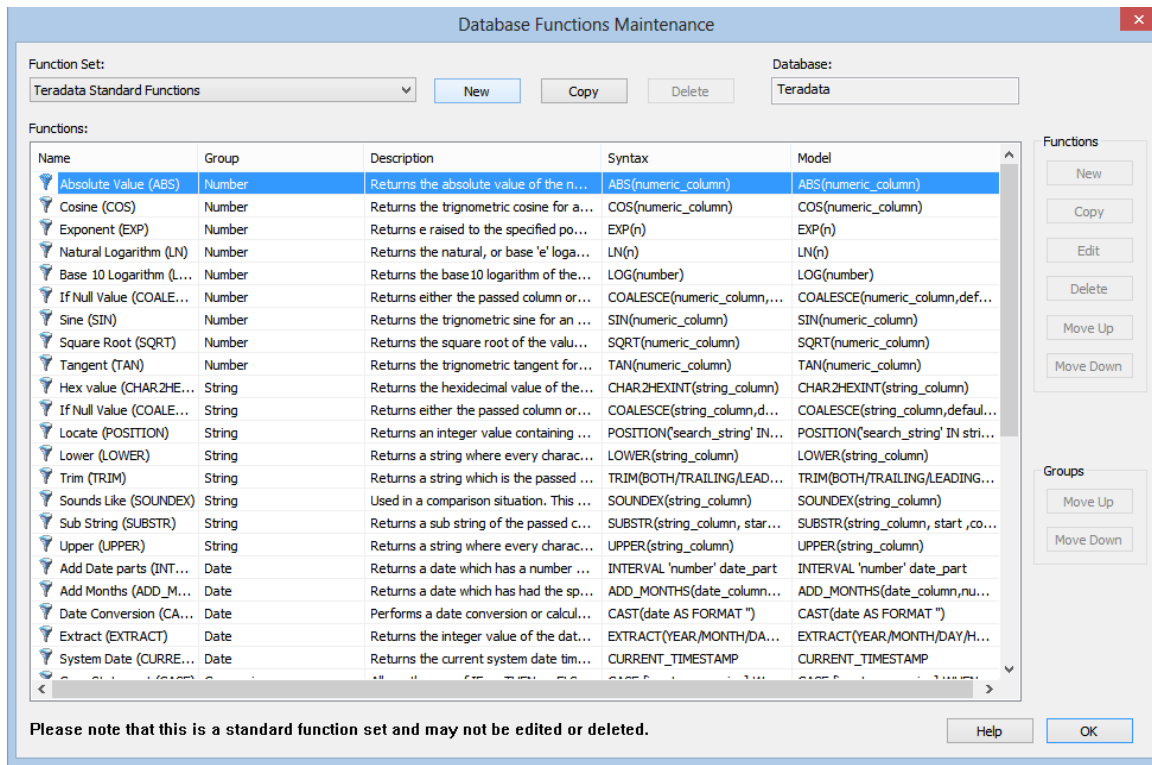 Database Functions Maintenance
Function Set:
Database:
Teradata Standard Functions New Copy Delete Teradata
Functions:
Functions
Name Group Description Syntax Model
Absolute Value (ABS) Number Returns the absolute value of the n... ABS(numeric_column) ABS(numeric_column)
New
Cosine (COS) Number Returns the trignometric cosine for a... COS(numeric_column) COS(numeric_column)
Copy
Exponent (EXP) Number Returns e raised to the specified po... EXP(n) EXP(n)
Natural Logarithm (LN) Number Returns the natural, or base 'e' loga... LN(n) LN(n)
Edit
Base 10 Logarithm (L... Number Returns the base10 logarithm of the... LOG(number) LOG(number)
Delete
If Null Value (COALE... Number Returns either the passed column or... COALESCE(numeric_column,... COALESCE(numeric_column,def...
Sine (SIN) Number Returns the trignometric sine for an ... SIN(numeric_column) SIN(numeric_column)
Move Up
Square Root (SQRT) Number Returns the square root of the valu... SQRT(numeric_column) SQRT(numeric_column)
Tangent (TAN) Number Returns the trignometric tangent for... TAN(numeric_column) TAN(numeric_column)
Move Down
Hex value (CHAR2HE... String Returns the hexidecimal value of the... CHAR2HEXINT(string_column) CHAR2HEXINT(string_column)
If Null Value (COALE... String Returns either the passed column or... COALESCE(string_column,d... COALESCE(string_column,defaul...
Locate (POSITION) String Returns an integer value containing ... POSITION('search_string' IN... POSITION('search_string' IN stri...
Lower (LOWER) String Returns a string where every charac... LOWER(string_column) LOWER(string_column)
Trim (TRIM) String Returns a string which is the passed ... TRIM(BOTH/TRAILING/LEAD... TRIM(BOTH/TRAILING/LEADING...
Groups
Sounds Like (SOUNDEX) String Used in a comparison situation. This ... SOUNDEX(string_column) SOUNDEX(string_column)
Move Up
Sub String (SUBSTR) String Returns a sub string of the passed c... SUBSTR(string_column, star... SUBSTR(string_column, start ,co...
Upper (UPPER) String Returns a string where every charac... UPPER(string_column) UPPER(string_column)
Move Down
Add Date parts (INT... Date Returns a date which has a number ... INTERVAL 'number' date_part INTERVAL 'number' date_part
Add Months (ADD_M... Date Returns a date which has had the sp... ADD_MONTHS(date_column... ADD_MONTHS(date_column,nu...
Date Conversion (CA... Date Performs a date conversion or calcul... CAST(date AS FORMAT '') CAST(date AS FORMAT '')
Extract (EXTRACT) Date Returns the integer value of the dat... EXTRACT(YEAR/MONTH/DA... EXTRACT(YEAR/MONTH/DAY/H...
System Date (CURRE... Date Returns the current system date tim... CURRENT_TIMESTAMP CURRENT_TIMESTAMP
Please note that this is a standard function set and may not be edited or deleted.
Help OK